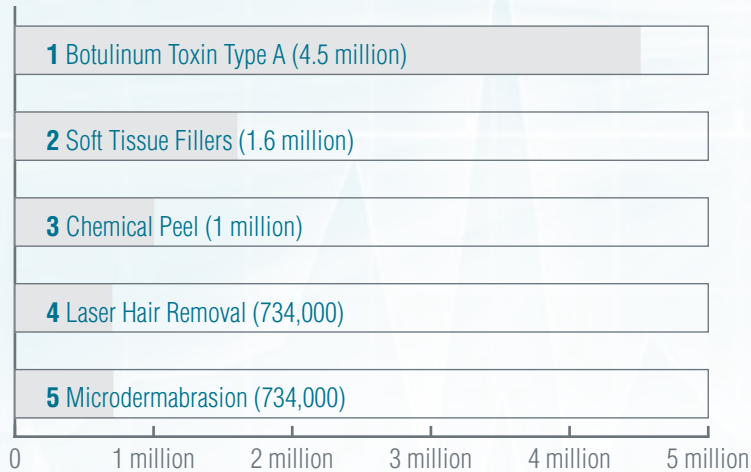 1 Botulinum Toxin Type A (4.5 million)
2 Soft Tissue Fillers (1.6 million)
3 Chemical Peel (1 million)
4 Laser Hair Removal (734,000)
5 Microdermabrasion (734,000)
0 1 million 2 million 3 million 4 million 5 million